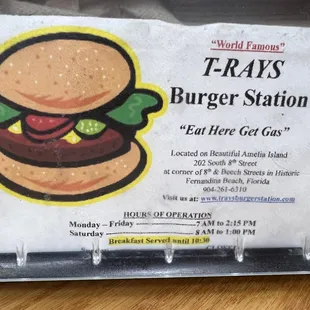 “World Famous”
T-RAYS
Burger Station
“Eat Here Get Gas”
Located on Beautiful Amelia Island
202 South 8th Street
at corner of 8th & Beech Streets in Historic
Fernandina Beach, Florida
904-261-6310
Visit us at: www.traysburgerstation.com
HOURS OF OPERATION
Monday – Friday 7 AM to 2:15 PM
Saturday 8 AM to 1:00 PM
Breakfast Served until 10:30